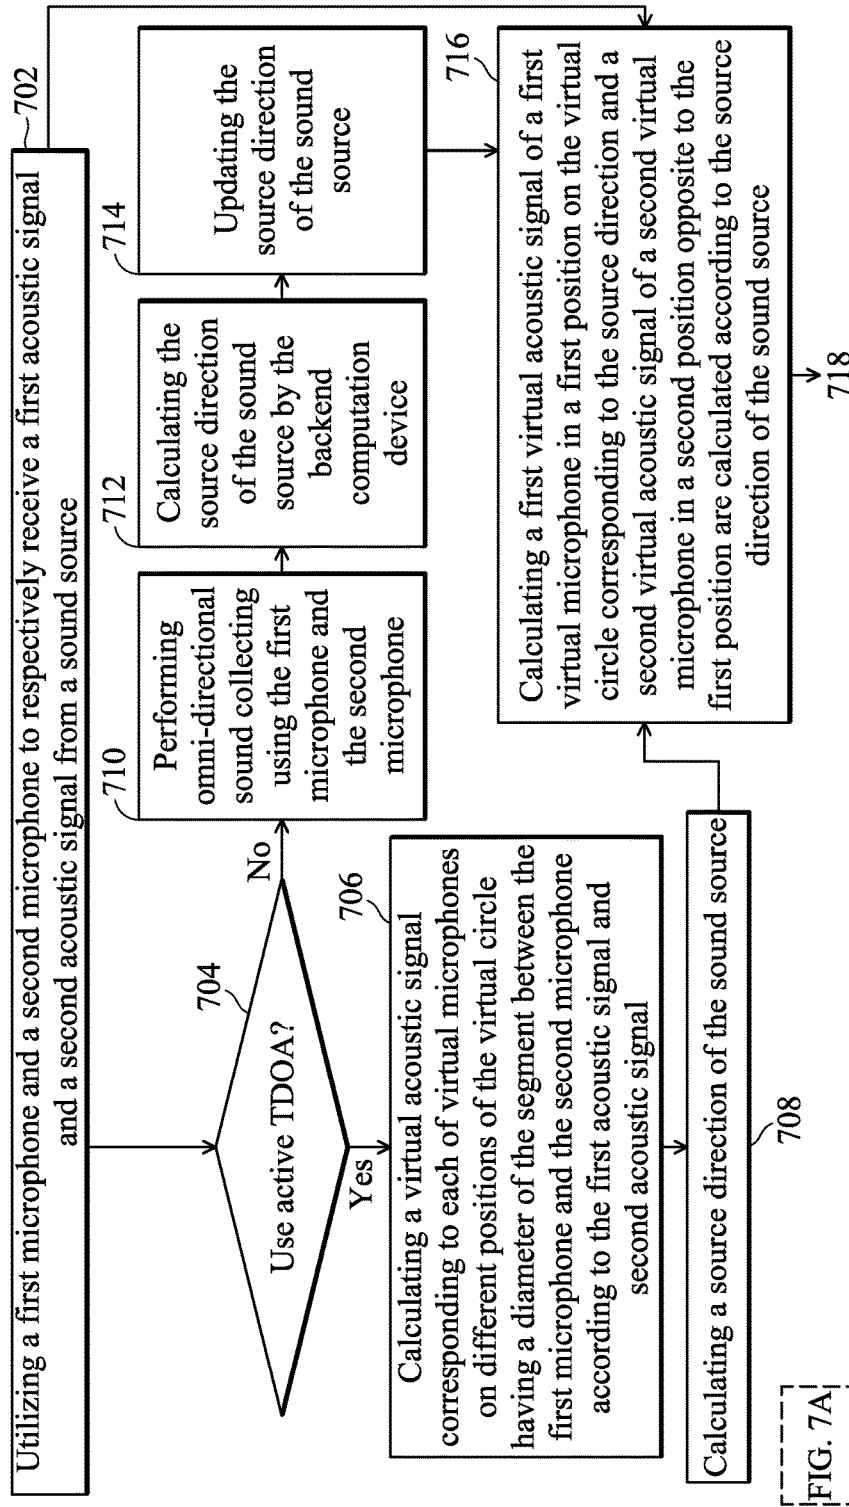 Utilizing a first microphone and a second microphone to respectively receive a first acoustic signal
and a second acoustic signal from a sound source
702
704
Use active TDOA?
No
Yes
706
Calculating a virtual acoustic signal
corresponding to each of virtual microphones
on different positions of the virtual circle
having a diameter of the segment between the
first microphone and the second microphone
according to the first acoustic signal and
second acoustic signal
Calculating a source direction of the sound source
708
710
Performing
omni-directional
sound collecting
using the first
microphone and
the second
microphone
712
Calculating the
source direction
of the sound
source by the
backend
computation
device
714
Updating the
source direction
of the sound
source
716
Calculating a first virtual acoustic signal of a first
virtual microphone in a first position on the virtual
circle corresponding to the source direction and a
second virtual acoustic signal of a second virtual
microphone in a second position opposite to the
first position are calculated according to the source
direction of the sound source
718
FIG. 7A